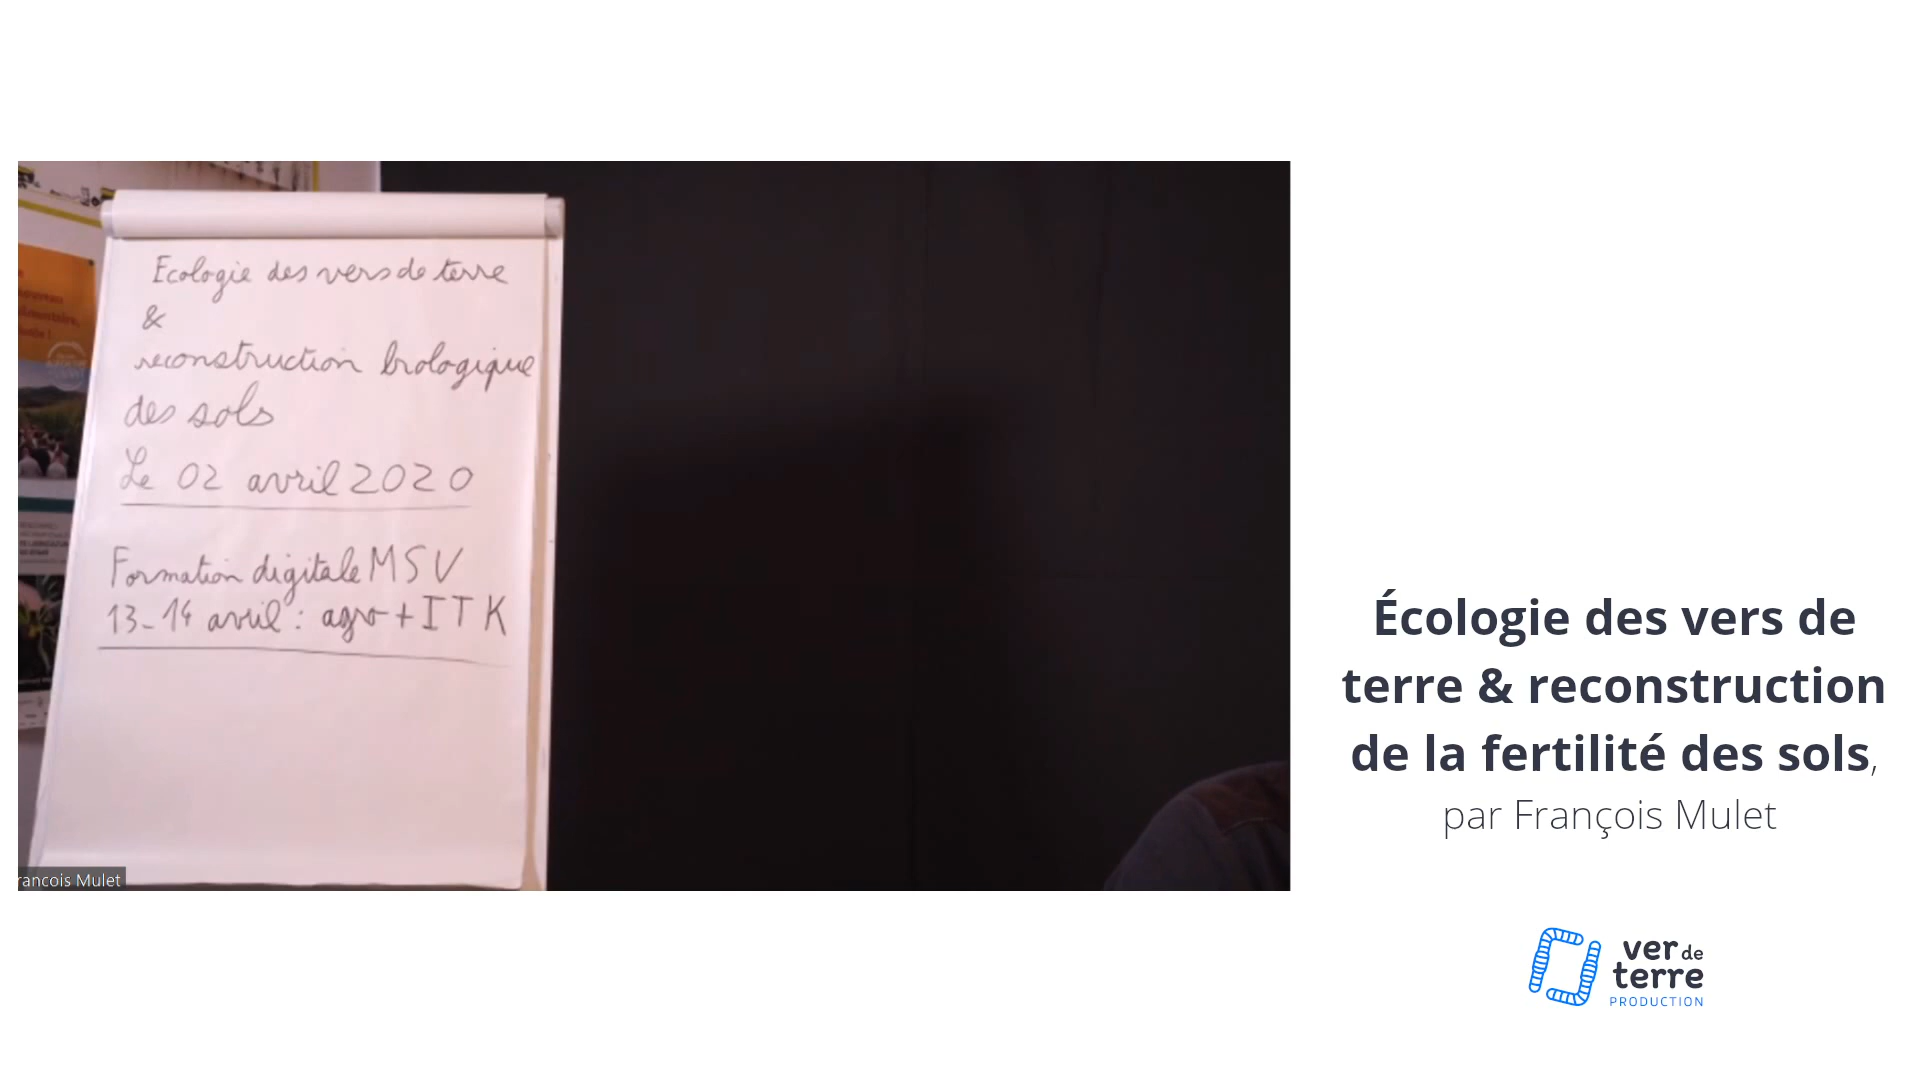 Ecologie des vers de terre
&
reconstruction biologique
des sols
Le 02 avril 2020
Formation digitale MSV
13-14 avril : agro + ITK
rancois Mulet
Écologie des vers de
terre & reconstruction
de la fertilité des sols,
par François Mulet
ver de
terre
PRODUCTION